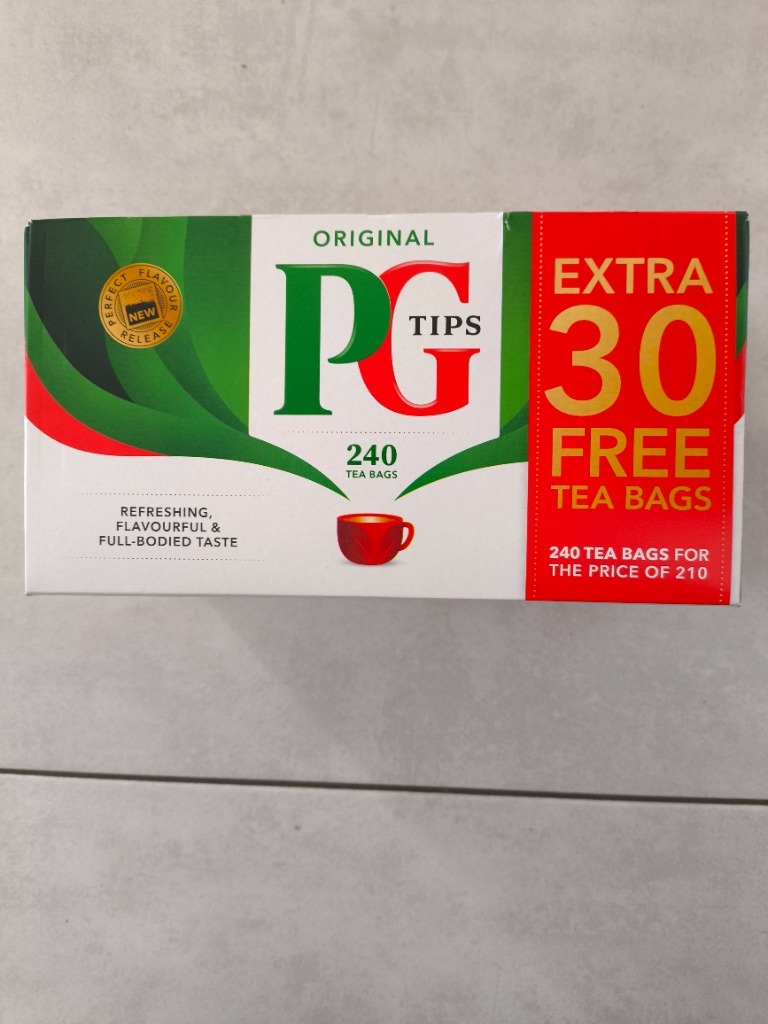 ORIGINAL
PG
TIPS
240
TEA BAGS
PERFECT FLAVOUR
NEW
RELEASE
REFRESHING,
FLAVOURFUL &
FULL-BODIED TASTE
EXTRA
30
FREE
TEA BAGS
240 TEA BAGS FOR
THE PRICE OF 210